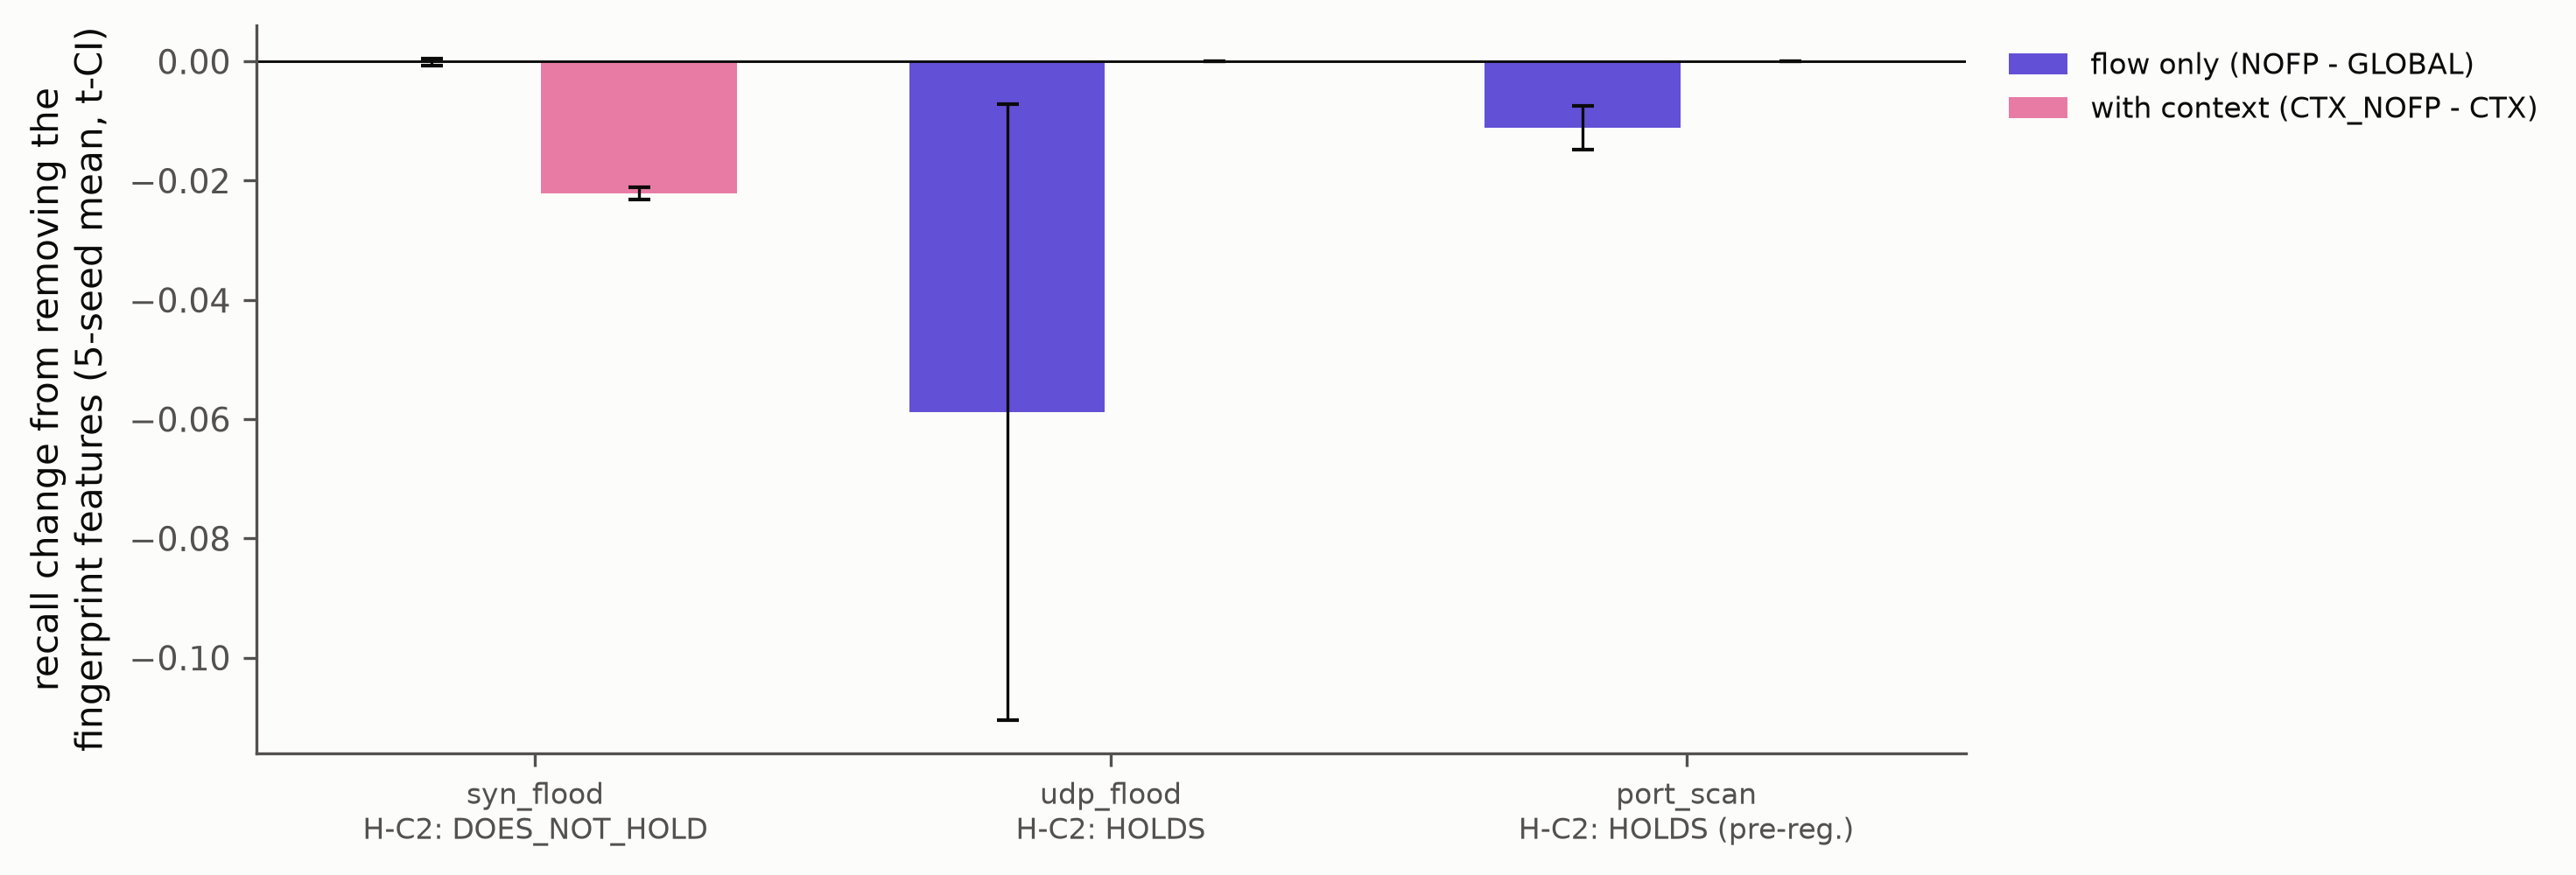 recall change from removing the
fingerprint features (5-seed mean, t-CI)
0.00
−0.02
−0.04
−0.06
−0.08
−0.10
syn_flood
H-C2: DOES_NOT_HOLD
udp_flood
H-C2: HOLDS
port_scan
H-C2: HOLDS (pre-reg.)
flow only (NOFP - GLOBAL)
with context (CTX_NOFP - CTX)